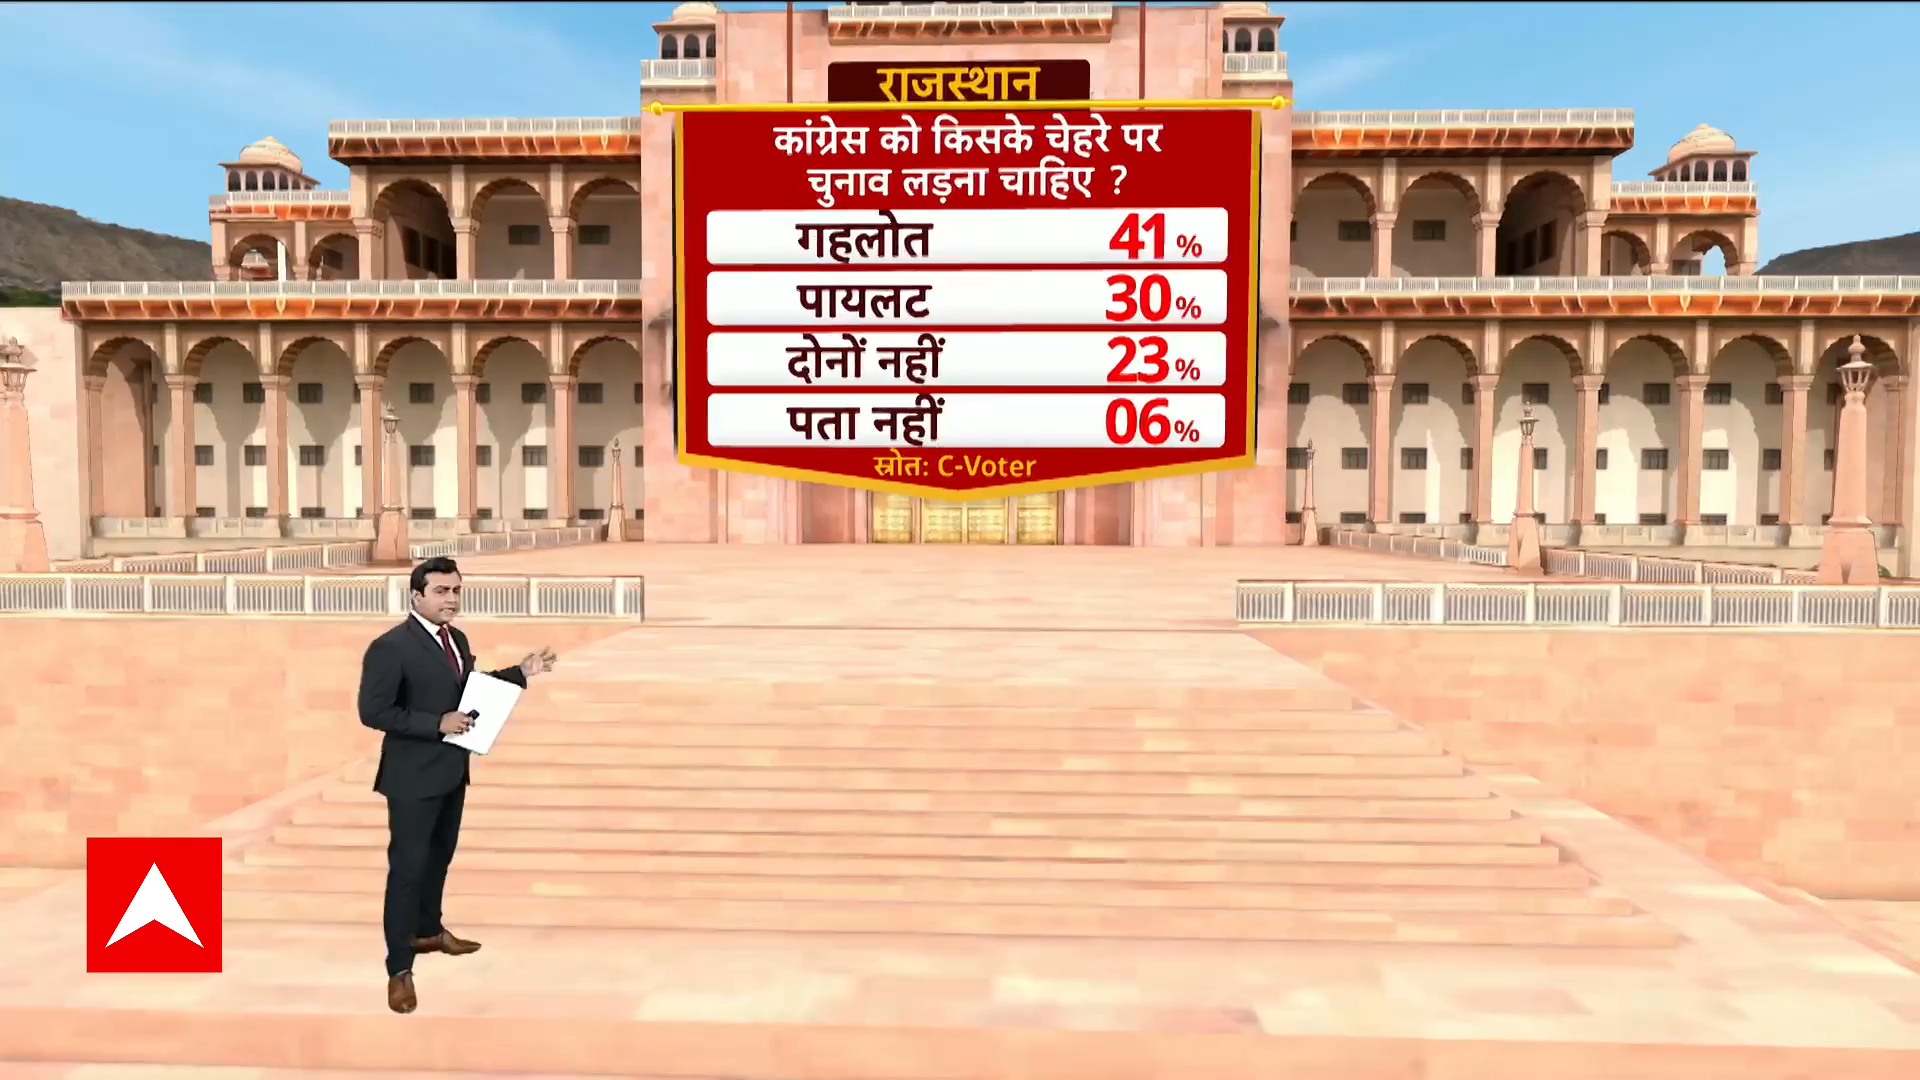 राजस्थान
कांग्रेस को किसके चेहरे पर
चुनाव लड़ना चाहिए ?
गहलोत 41%
पायलट 30%
दोनों नहीं 23%
पता नहीं 06%
स्रोत: C-Voter